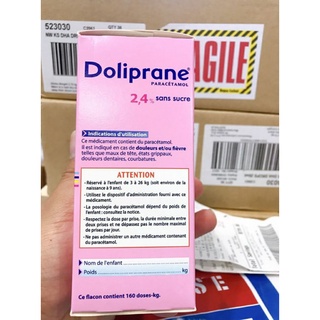 523030
AGILE
Doliprane®
PARACÉTAMOL
2,4% sans sucre
Indications d'utilisation
Ce médicament contient du paracétamol.
Il est indiqué en cas de douleurs et/ou fièvre
telles que maux de tête, états grippaux,
douleurs dentaires, courbatures.
ATTENTION
- Réservé à l'enfant de 3 à 26 kg (soit environ de la
naissance à 9 ans).
- Utilisez le dispositif d'administration fourni avec ce
médicament.
- La posologie du paracétamol dépend du poids de
l'enfant : consultez la notice.
- Respectez la dose par prise, la durée minimale entre
deux prises et ne dépassez pas le nombre maximal
de prises par jour.
- Ne pas administrer un autre médicament contenant
du paracétamol.
Nom de l'enfant
Poids kg
Ce flacon contient 160 doses-kg.